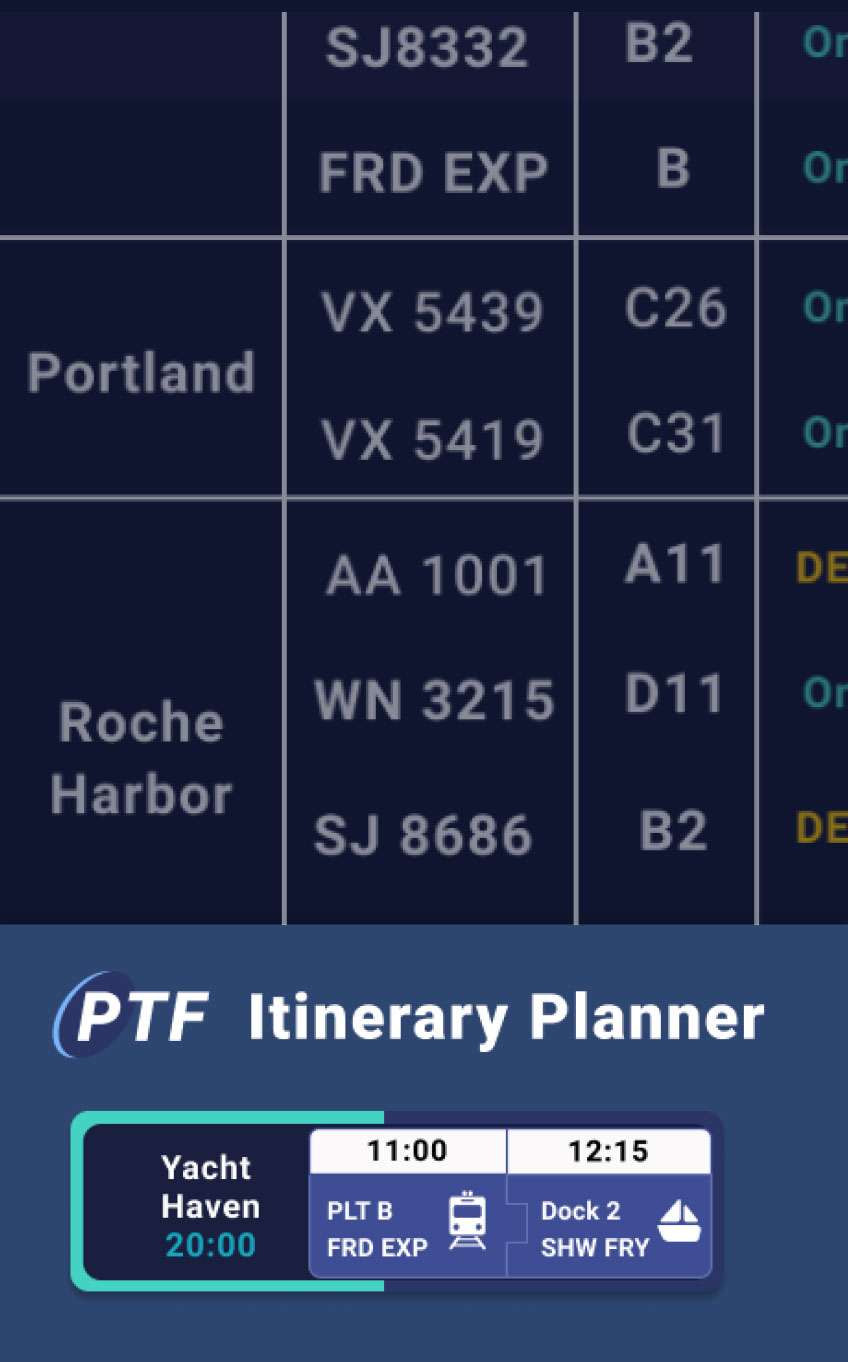 SJ8332 B2 On
FRD EXP B On
VX 5439 C26 On
Portland
VX 5419 C31 On
AA 1001 A11 DE
WN 3215 D11 On
Roche
Harbor
SJ 8686 B2 DE
PTF Itinerary Planner
11:00 12:15
Yacht
Haven
20:00
PLT B
FRD EXP
Dock 2
SHW FRY